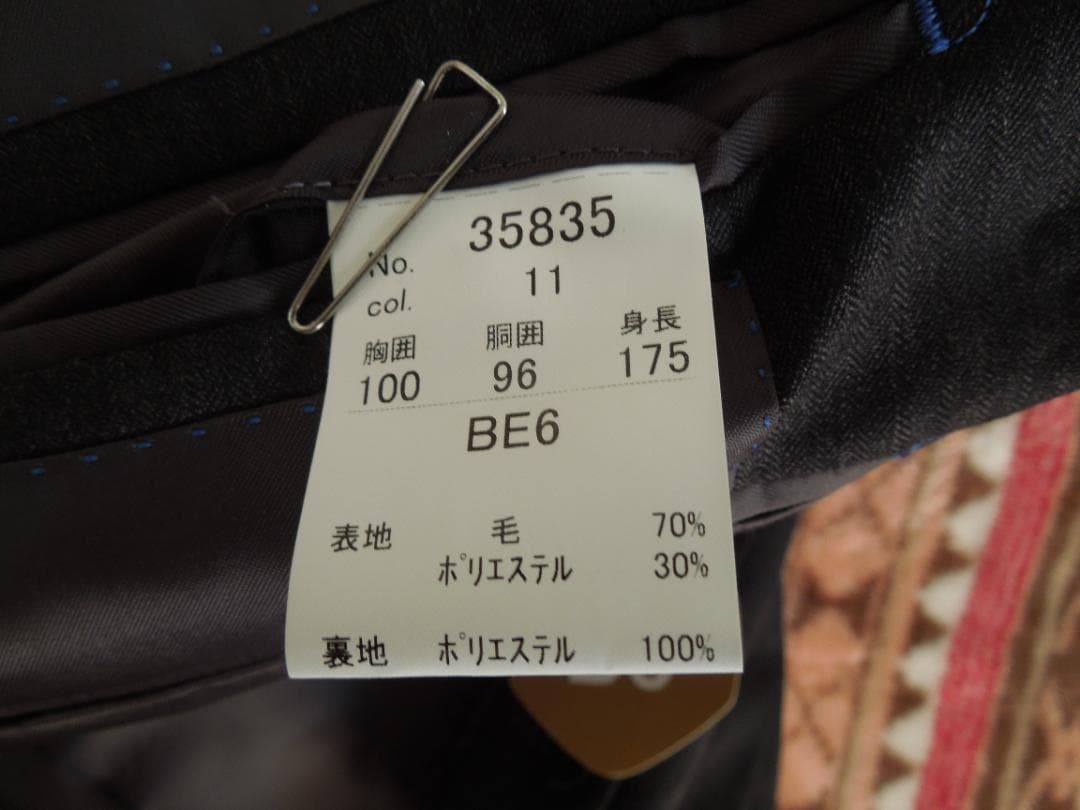 No. 35835
col. 11
胸囲 胴囲 身長
100 96 175
BE6
表地 毛 70%
ﾎﾟﾘｴｽﾃﾙ 30%
裏地 ﾎﾟﾘｴｽﾃﾙ 100%